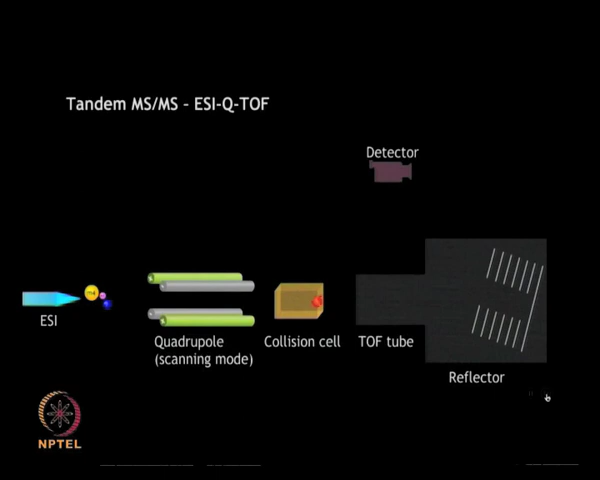 Tandem MS/MS - ESI-Q-TOF
Detector
ESI
Quadrupole
(scanning mode)
Collision cell
TOF tube
Reflector
NPTEL